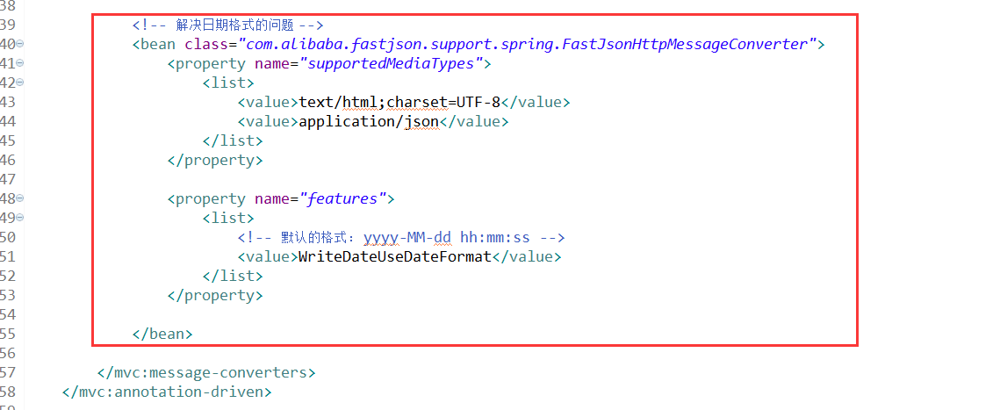 38
39 <!-- 解决日期格式的问题 -->
40 <bean class="com.alibaba.fastjson.support.spring.FastJsonHttpMessageConverter">
41 <property name="supportedMediaTypes">
42 <list>
43 <value>text/html;charset=UTF-8</value>
44 <value>application/json</value>
45 </list>
46 </property>
47
48 <property name="features">
49 <list>
50 <!-- 默认的格式：yyyy-MM-dd hh:mm:ss -->
51 <value>WriteDateUseDateFormat</value>
52 </list>
53 </property>
54
55 </bean>
56
57 </mvc:message-converters>
58 </mvc:annotation-driven>